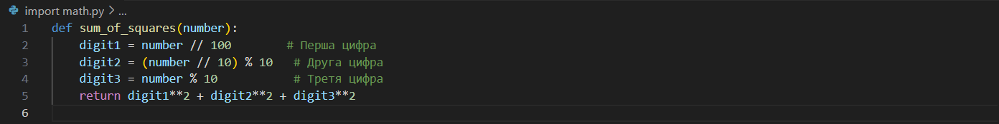 import math.py > ...
1 def sum_of_squares(number):
2 digit1 = number // 100 # Перша цифра
3 digit2 = (number // 10) % 10 # Друга цифра
4 digit3 = number % 10 # Третя цифра
5 return digit1**2 + digit2**2 + digit3**2
6